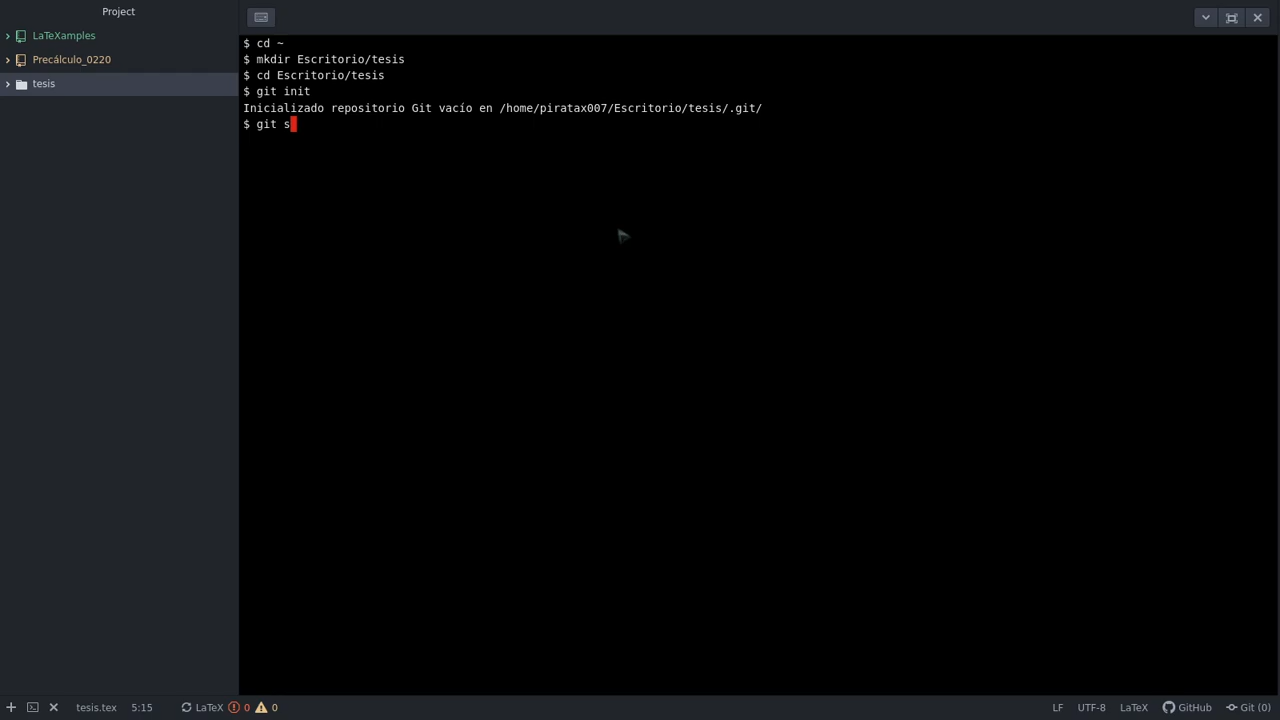 Project
LaTeXamples
Precálculo_0220
tesis
$ cd ~
$ mkdir Escritorio/tesis
$ cd Escritorio/tesis
$ git init
Inicializado repositorio Git vacío en /home/piratax007/Escritorio/tesis/.git/
$ git s
tesis.tex 5:15 LaTeX 0 0 LF UTF-8 LaTeX GitHub Git (0)